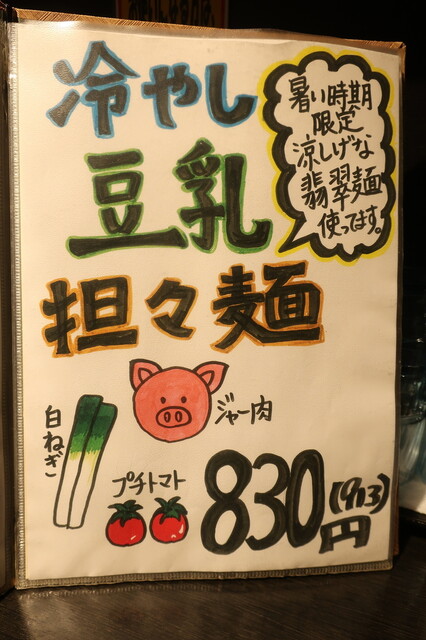 冷やし
豆乳
担々麺
暑い時期
限定
涼しげな
翡翠麺
使ってます。
ジャー肉
白ねぎ
プチトマト
830円
(913)